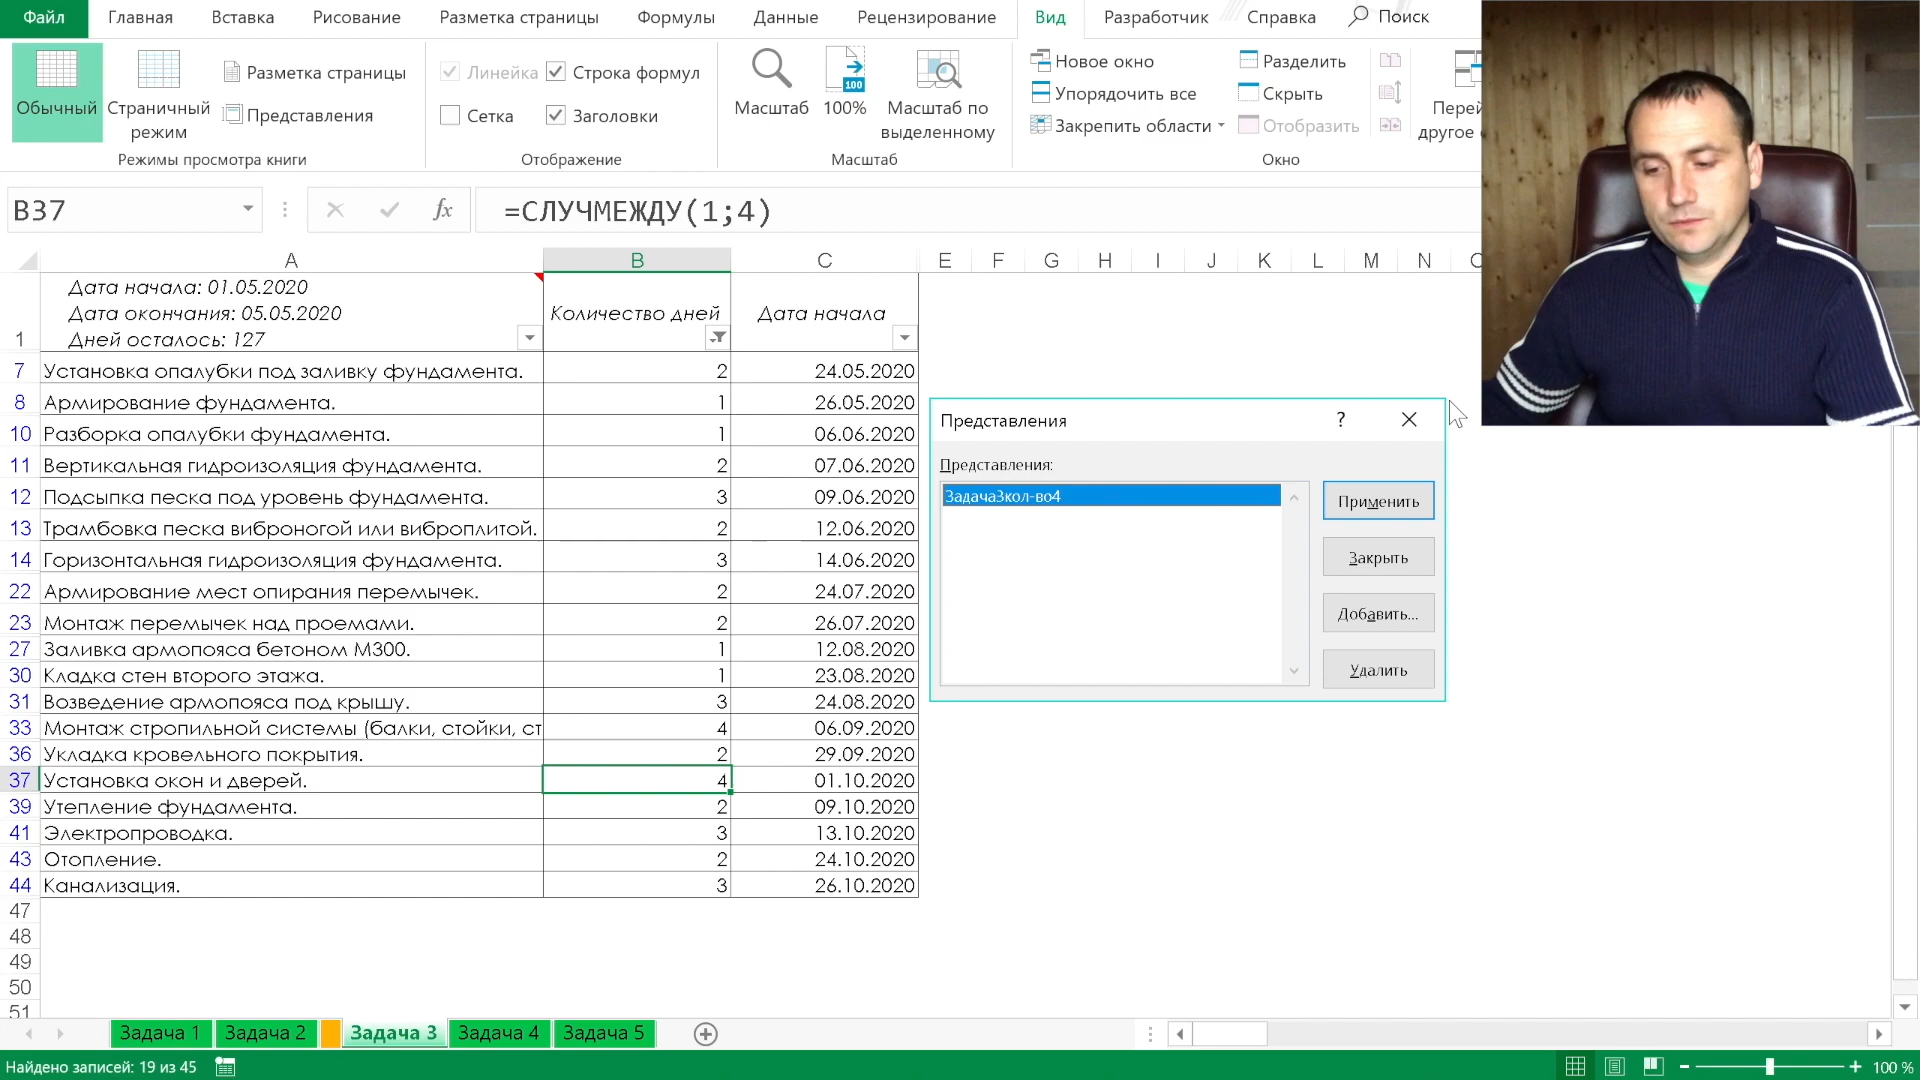 Файл Главная Вставка Рисование Разметка страницы Формулы Данные Рецензирование Вид Разработчик Справка Поиск
Обычный
Страничный режим
Разметка страницы
Представления
Режимы просмотра книги
Линейка
Строка формул
Сетка
Заголовки
Отображение
Масштаб
100
100%
Масштаб по выделенному
Масштаб
Новое окно
Упорядочить все
Закрепить области
Разделить
Скрыть
Отобразить
Перей
другое
Окно
B37
fx
=СЛУЧМЕЖДУ(1;4)
A B C E F G H I J K L M N
1
Дата начала: 01.05.2020
Дата окончания: 05.05.2020
Дней осталось: 127
Количество дней
Дата начала
7 Установка опалубки под заливку фундамента. 2 24.05.2020
8 Армирование фундамента. 1 26.05.2020
10 Разборка опалубки фундамента. 1 06.06.2020
11 Вертикальная гидроизоляция фундамента. 2 07.06.2020
12 Подсыпка песка под уровень фундамента. 3 09.06.2020
13 Трамбовка песка виброногой или виброплитой. 2 12.06.2020
14 Горизонтальная гидроизоляция фундамента. 3 14.06.2020
22 Армирование мест опирания перемычек. 2 24.07.2020
23 Монтаж перемычек над проемами. 2 26.07.2020
27 Заливка армопояса бетоном М300. 1 12.08.2020
30 Кладка стен второго этажа. 1 23.08.2020
31 Возведение армопояса под крышу. 3 24.08.2020
33 Монтаж стропильной системы (балки, стойки, ст 4 06.09.2020
36 Укладка кровельного покрытия. 2 29.09.2020
37 Установка окон и дверей. 4 01.10.2020
39 Утепление фундамента. 2 09.10.2020
41 Электропроводка. 3 13.10.2020
43 Отопление. 2 24.10.2020
44 Канализация. 3 26.10.2020
47
48
49
50
51
Представления ?
Представления:
Задача3кол-во4
Применить
Закрыть
Добавить...
Удалить
Задача 1 Задача 2 Задача 3 Задача 4 Задача 5
Найдено записей: 19 из 45
100 %